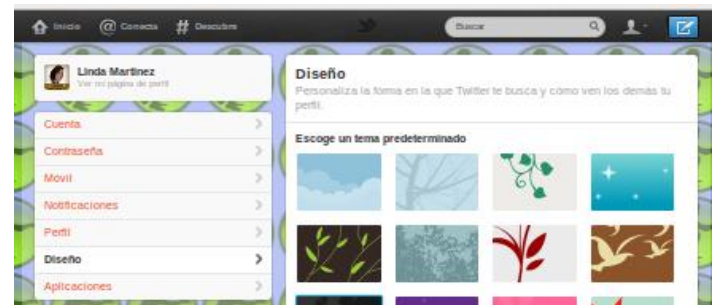 Inicio Conecta Descubre Buscar
Linda Martinez
Ver mi página de perfil
Cuenta
Contraseña
Móvil
Notificaciones
Perfil
Diseño
Aplicaciones
Diseño
Personaliza la forma en la que Twitter te busca y cómo ven los demás tu
perfil.
Escoge un tema predeterminado